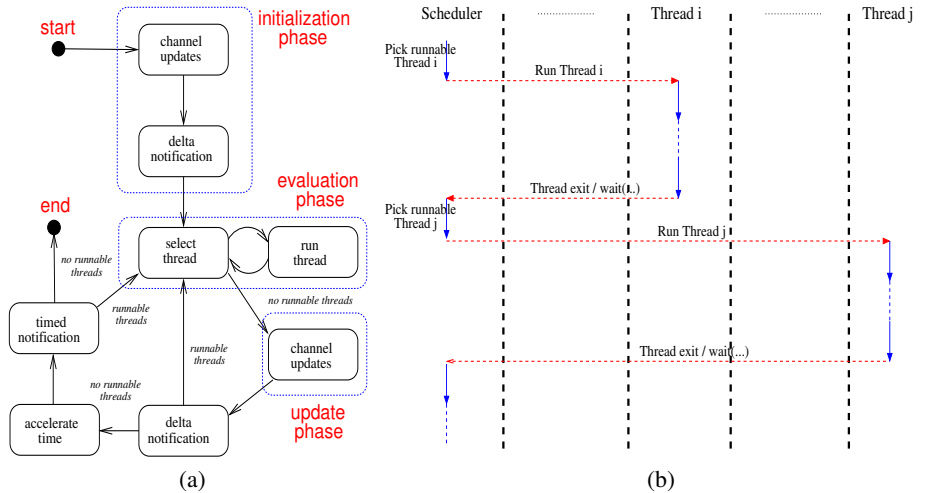 start
initialization
phase
channel
updates
delta
notification
evaluation
phase
end
select
thread
run
thread
no runnable
threads
runnable
threads
no runnable threads
timed
notification
channel
updates
runnable
threads
no runnable
threads
update
phase
accelerate
time
delta
notification
(a)
Scheduler
Thread i
Thread j
Pick runnable
Thread i
Run Thread i
Thread exit / wait(...)
Pick runnable
Thread j
Run Thread j
Thread exit / wait(...)
(b)